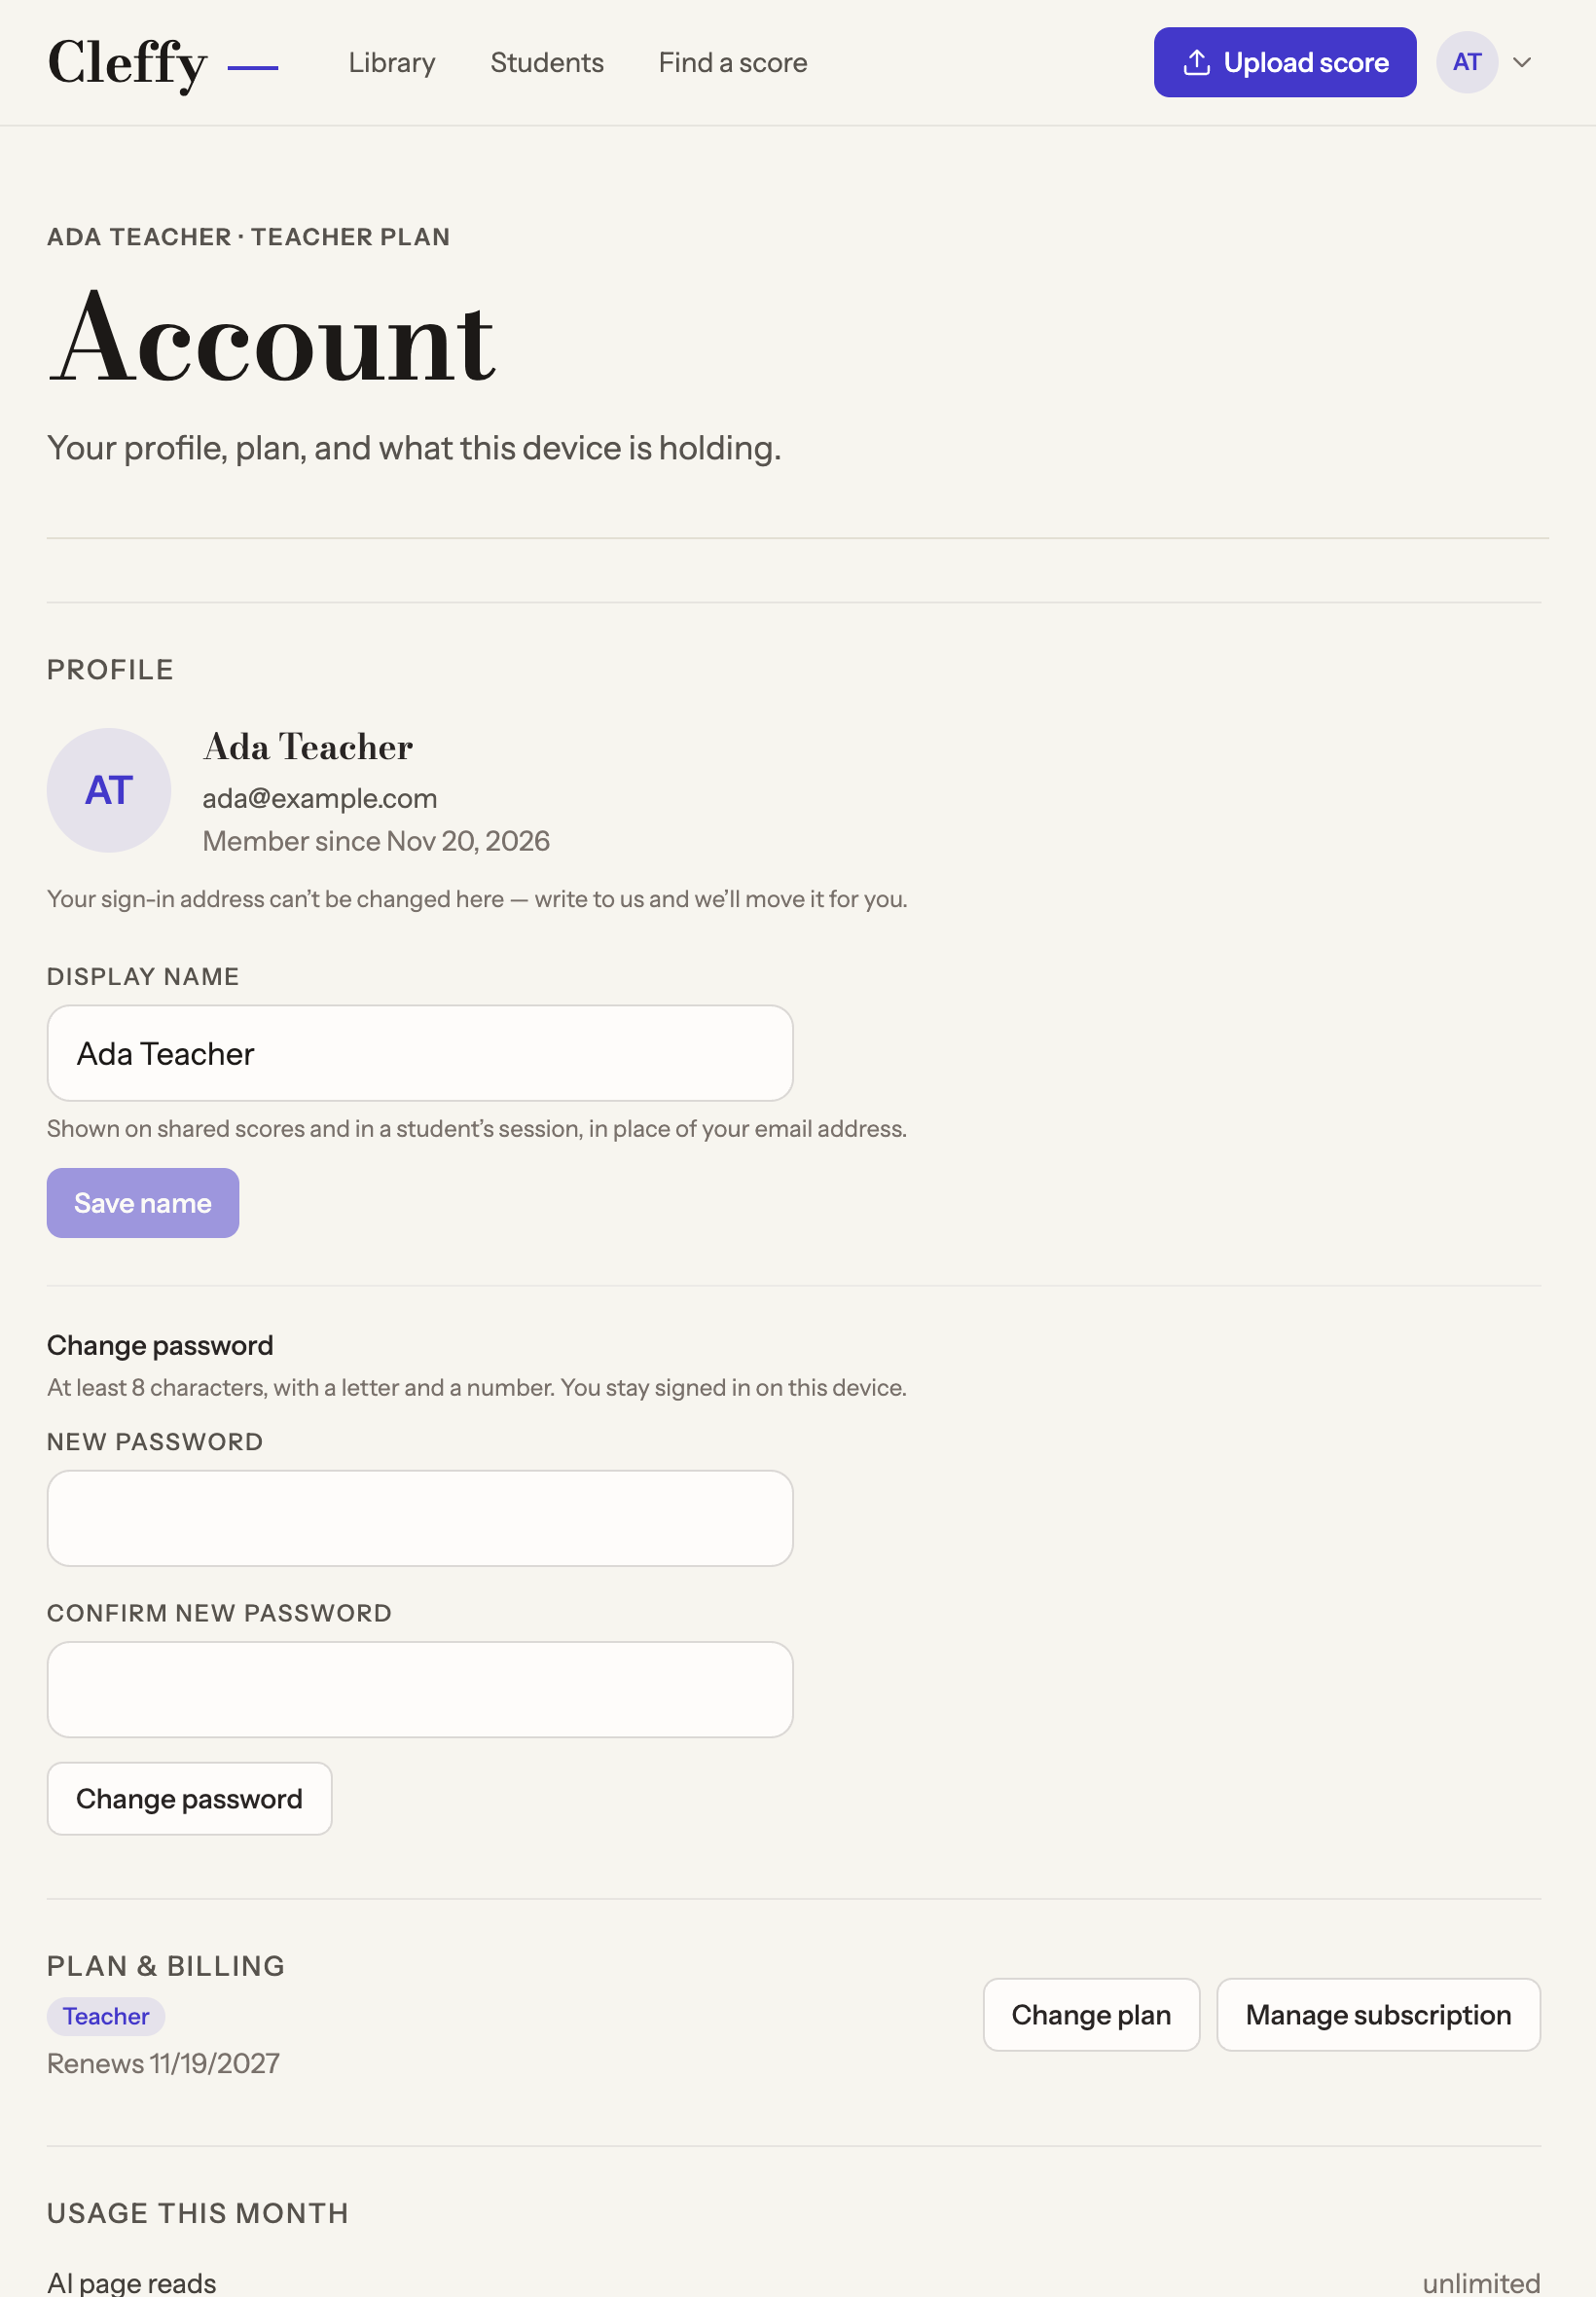 Cleffy
Library
Students
Find a score
Upload score
AT
ADA TEACHER · TEACHER PLAN
Account
Your profile, plan, and what this device is holding.
PROFILE
AT
Ada Teacher
ada@example.com
Member since Nov 20, 2026
Your sign-in address can’t be changed here — write to us and we’ll move it for you.
DISPLAY NAME
Ada Teacher
Shown on shared scores and in a student’s session, in place of your email address.
Save name
Change password
At least 8 characters, with a letter and a number. You stay signed in on this device.
NEW PASSWORD
CONFIRM NEW PASSWORD
Change password
PLAN & BILLING
Teacher
Renews 11/19/2027
Change plan
Manage subscription
USAGE THIS MONTH
AI page reads
unlimited